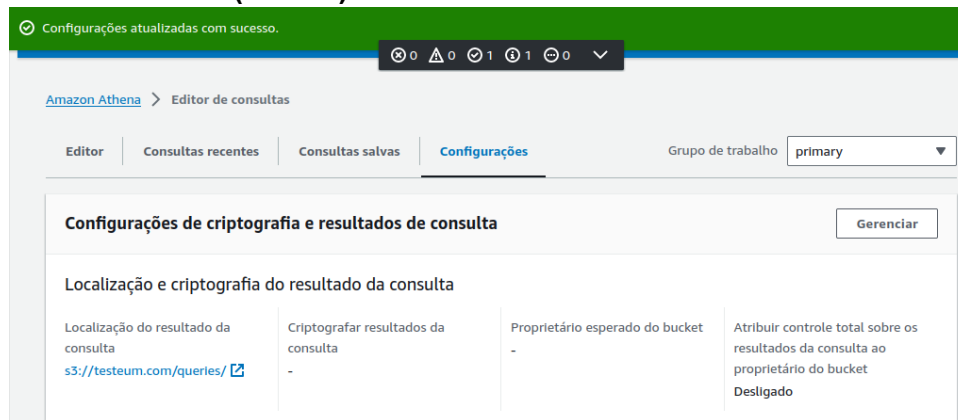 Configurações atualizadas com sucesso.
0 0 1 1 0
Amazon Athena > Editor de consultas
Editor Consultas recentes Consultas salvas Configurações Grupo de trabalho primary
Configurações de criptografia e resultados de consulta Gerenciar
Localização e criptografia do resultado da consulta
Localização do resultado da consulta
s3://testeum.com/queries/
Criptografar resultados da consulta
-
Proprietário esperado do bucket
-
Atribuir controle total sobre os
resultados da consulta ao
proprietário do bucket
Desligado